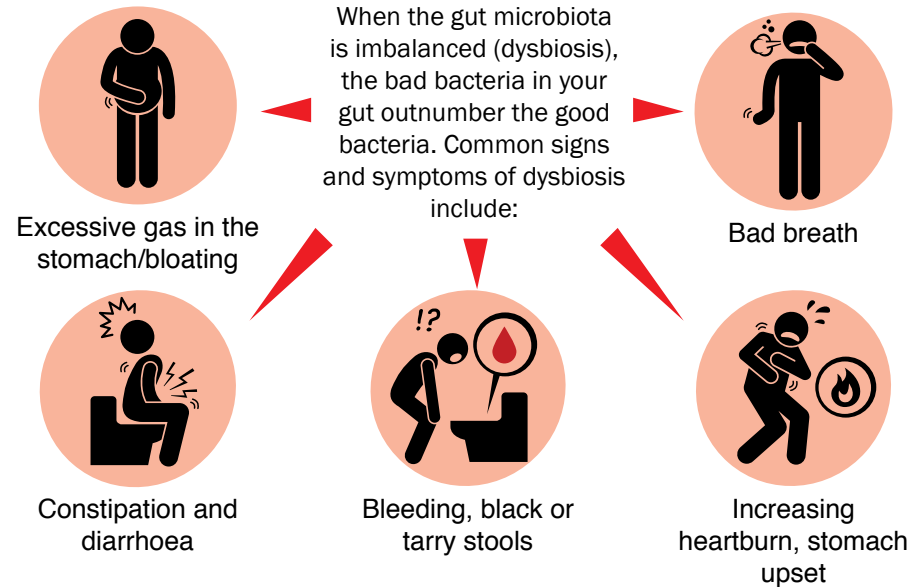 When the gut microbiota
is imbalanced (dysbiosis),
the bad bacteria in your
gut outnumber the good
bacteria. Common signs
and symptoms of dysbiosis
include:
Excessive gas in the
stomach/bloating
Bad breath
!?
Constipation and
diarrhoea
Bleeding, black or
tarry stools
Increasing
heartburn, stomach
upset